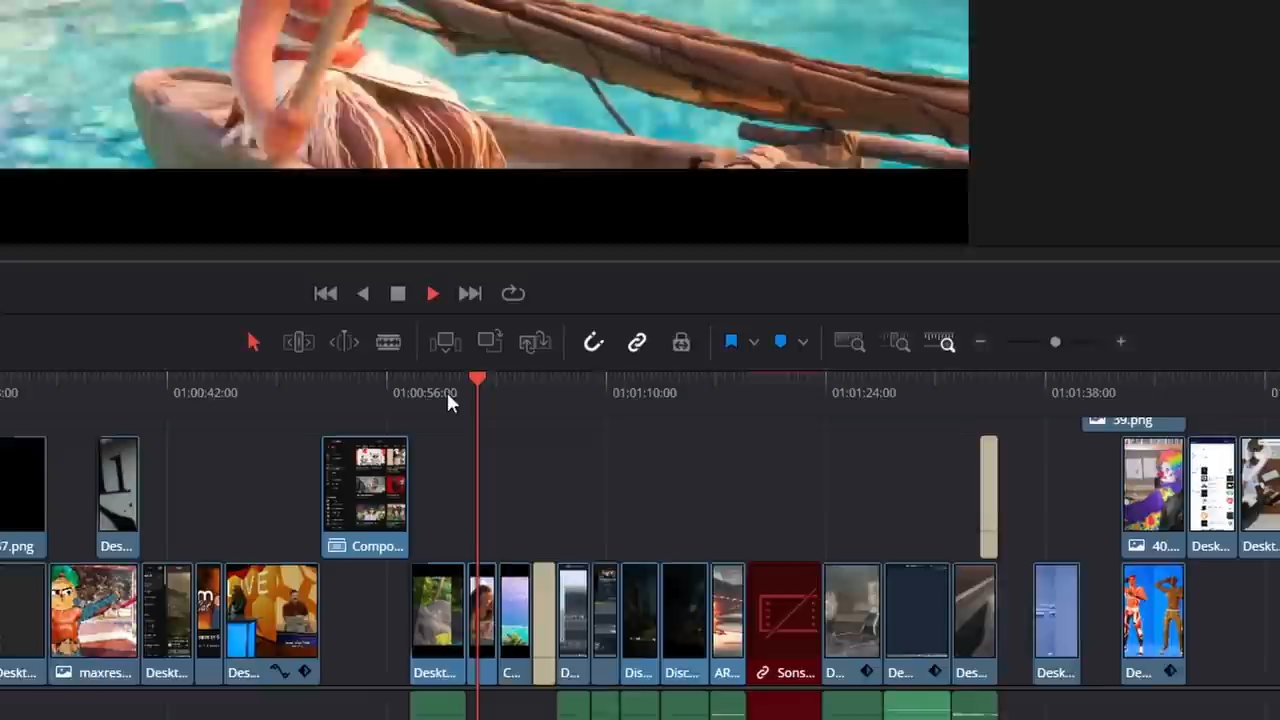 01:00:42:00
01:00:56:00
01:01:10:00
01:01:24:00
01:01:38:00
39.png
7.png
Des...
Compo...
40....
Desk...
Deskt
Deskt...
maxres...
Deskt...
Des...
Deskt...
C...
D...
Dis...
Disc...
AR...
Sons...
D...
De...
Des...
Desk...
De...